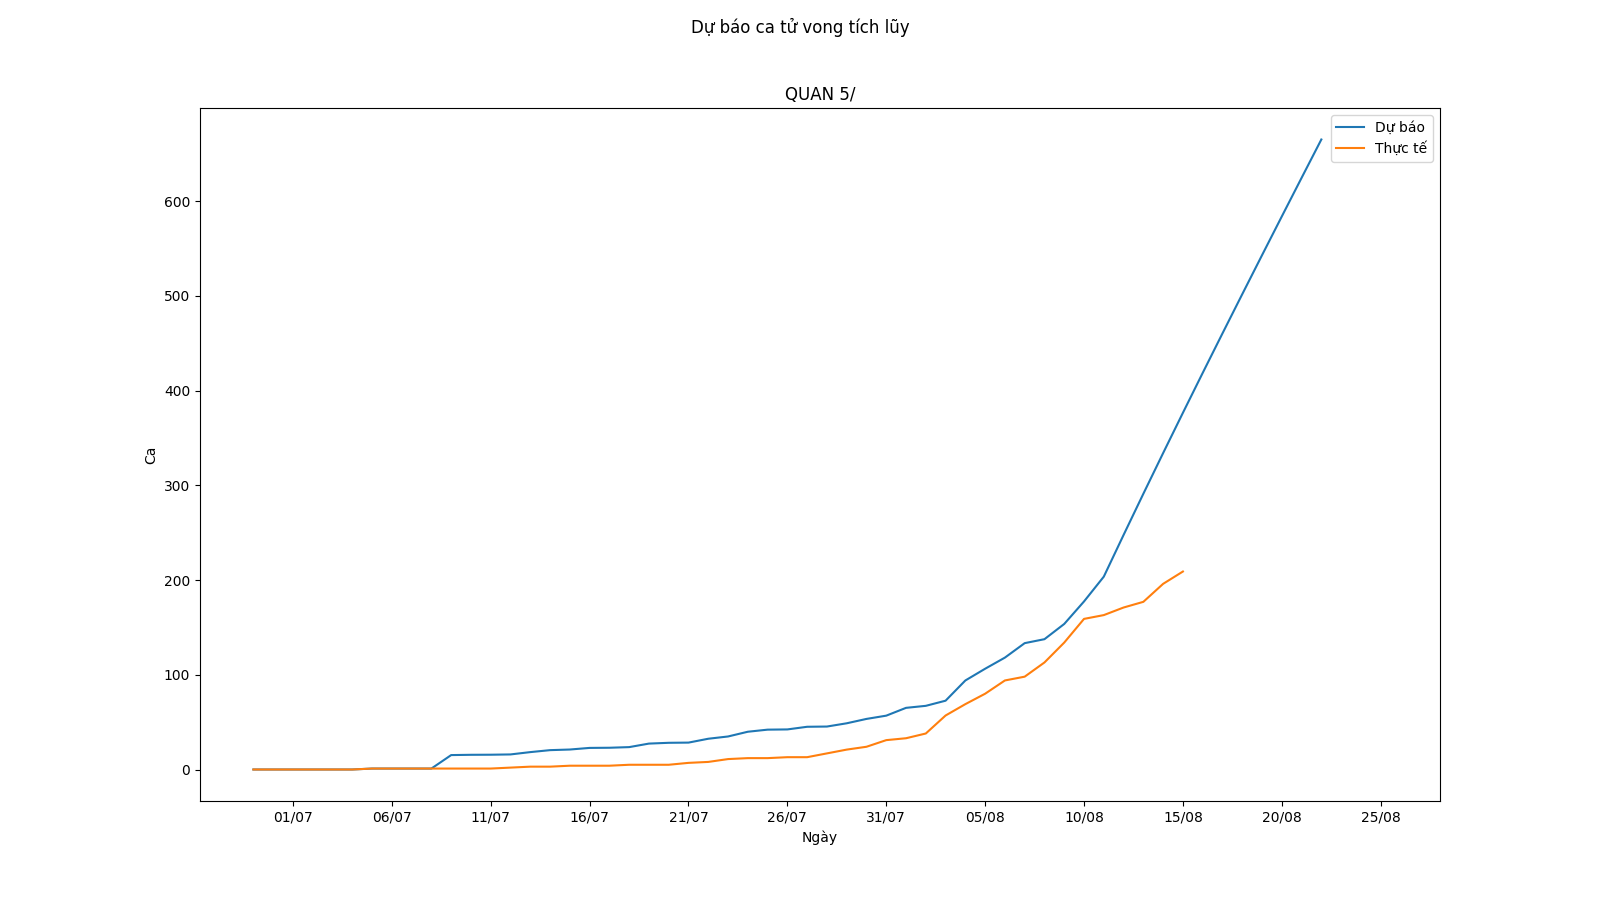 Dự báo ca tử vong tích lũy
QUAN 5/
Dự báo
Thực tế
600
500
400
300
200
100
0
Ca
01/07 06/07 11/07 16/07 21/07 26/07 31/07 05/08 10/08 15/08 20/08 25/08
Ngày